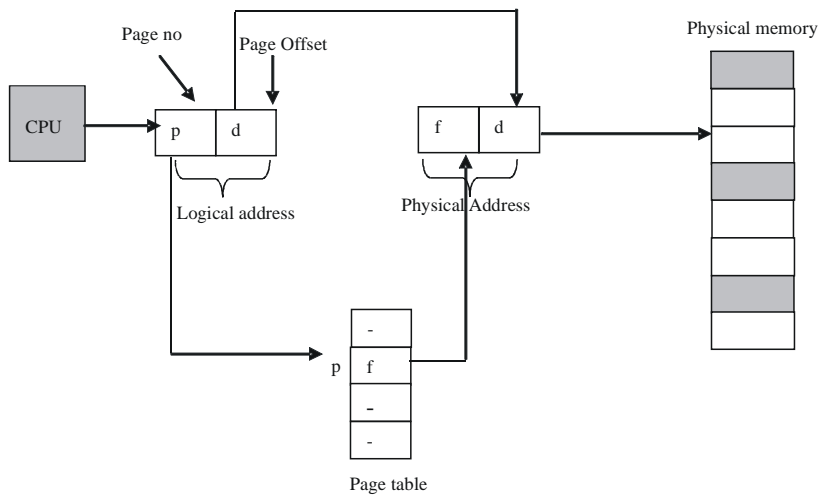 Physical memory
Page no
Page Offset
CPU
p
d
f
d
Logical address
Physical Address
-
p
f
-
-
Page table